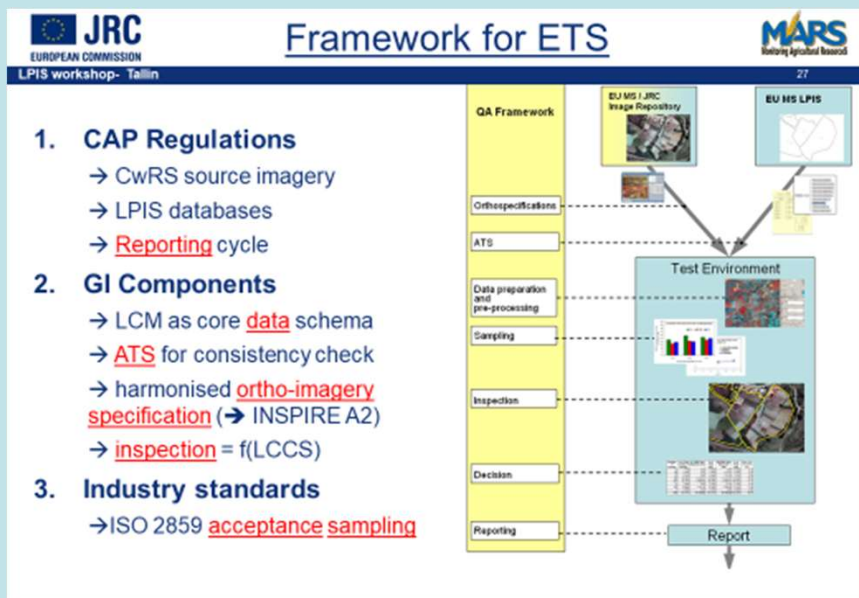 JRC
EUROPEAN COMMISSION
Framework for ETS
MARS
Monitoring Agricultural ResourceS
LPIS workshop- Tallin
27
1. CAP Regulations
→ CwRS source imagery
→ LPIS databases
→ Reporting cycle
2. GI Components
→ LCM as core data schema
→ ATS for consistency check
→ harmonised ortho-imagery
specification (→ INSPIRE A2)
→ inspection = f(LCCS)
3. Industry standards
→ISO 2859 acceptance sampling
QA Framework
EU MS / JRC
Image Repository
EU MS LPIS
Orthospecifications
ATS
Test Environment
Data preparation
and
pre-processing
Sampling
Inspection
Decision
Reporting
Report